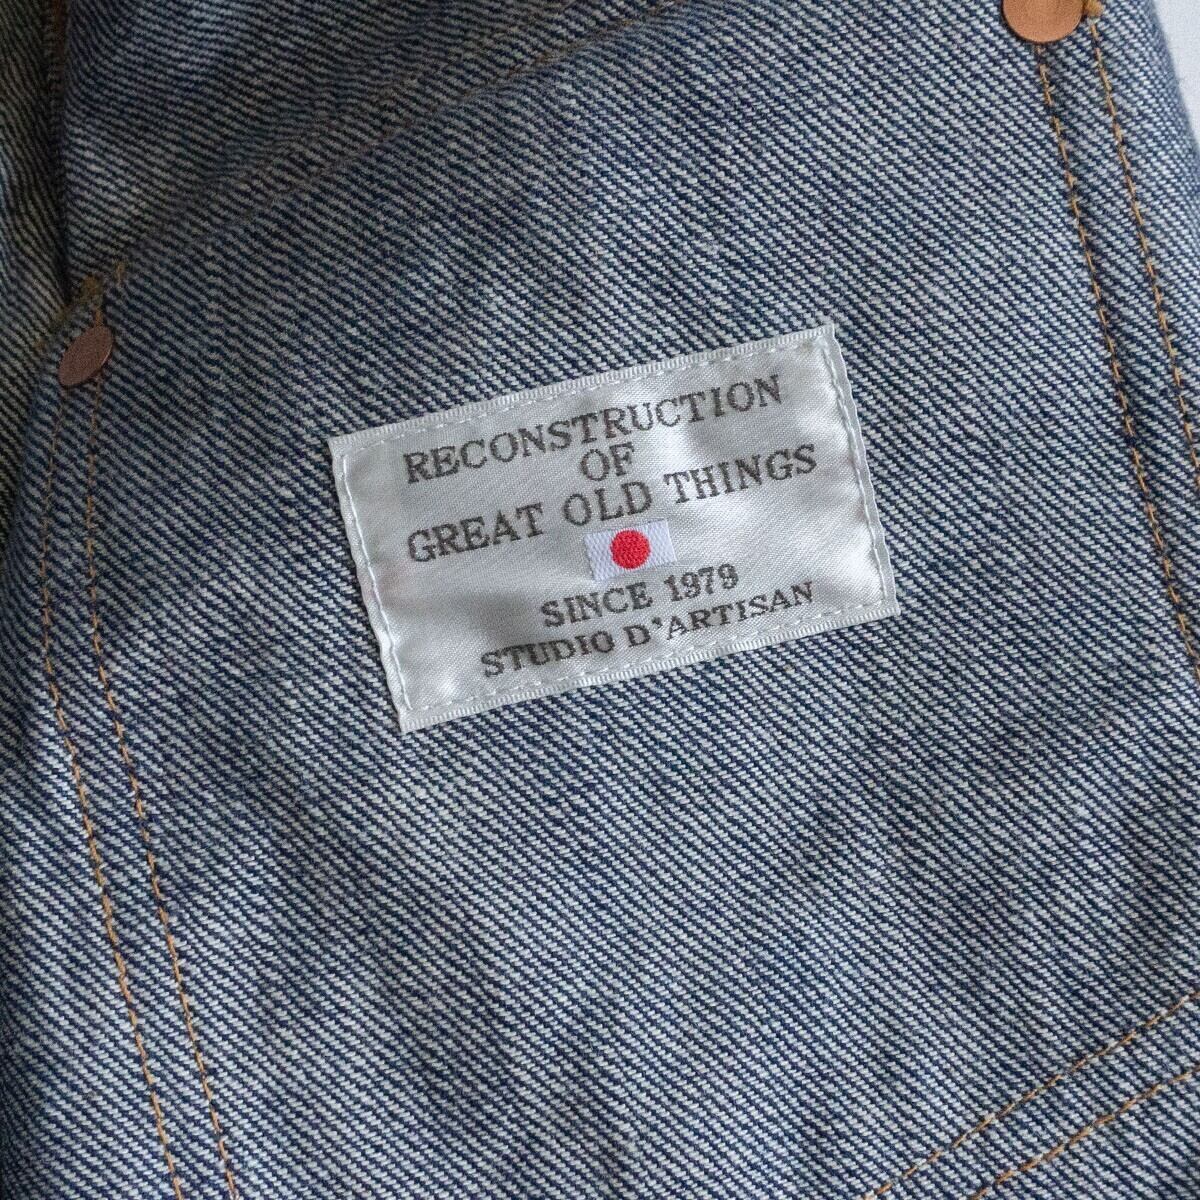 RECONSTRUCTION
OF
GREAT OLD THINGS
SINCE 1979
STUDIO D'ARTISAN